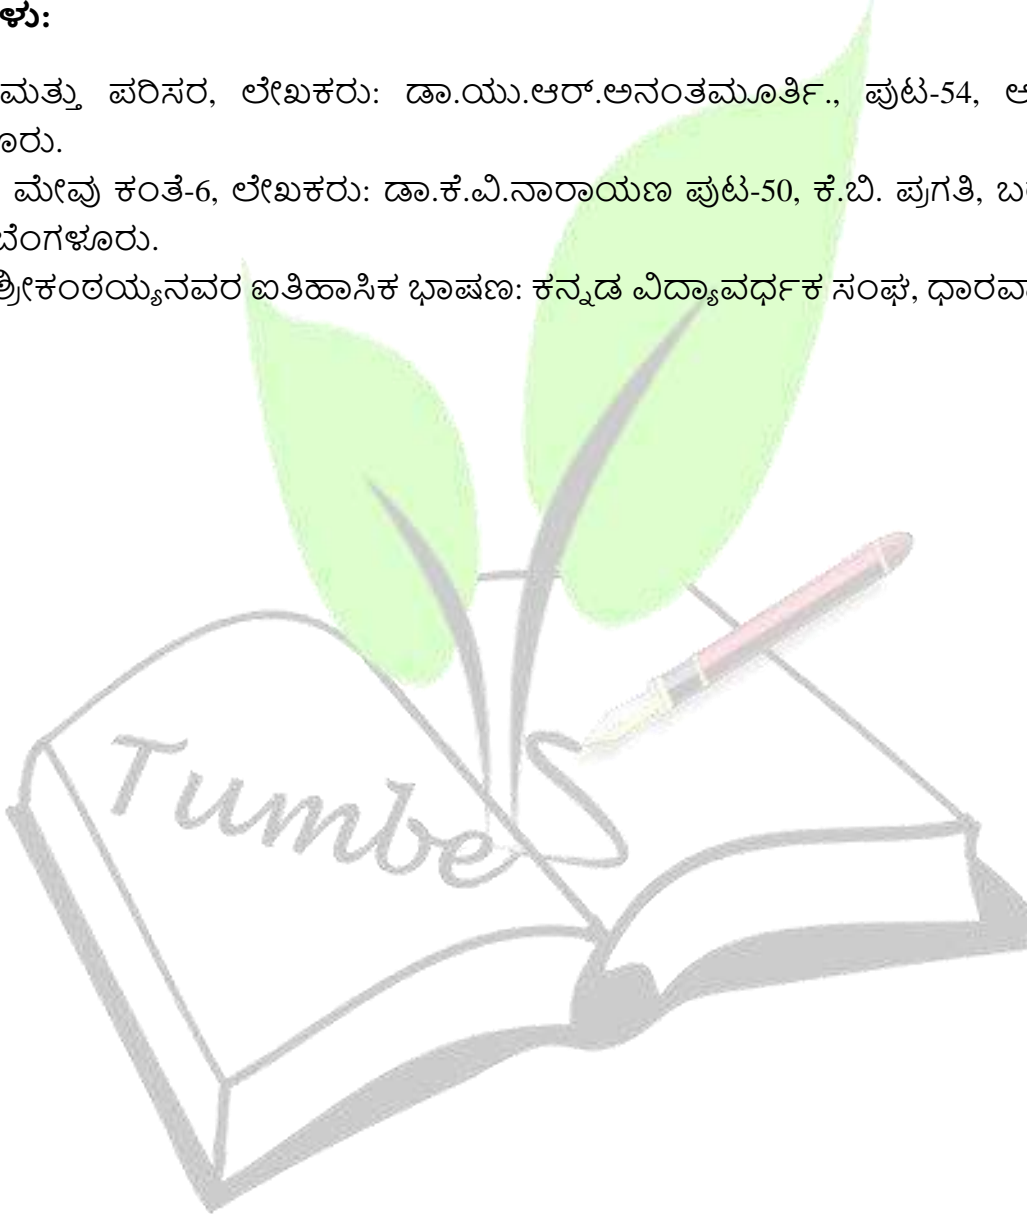 ಳು:
ಮತ್ತು ಪರಿಸರ, ಲೇಖಕರು: ಡಾ.ಯು.ಆರ್.ಅನಂತಮೂರ್ತಿ., ಪುಟ-54, ಅ
ೂರು.
ಮೇವು ಕಂತೆ-6, ಲೇಖಕರು: ಡಾ.ಕೆ.ವಿ.ನಾರಾಯಣ ಪುಟ-50, ಕೆ.ಬಿ. ಪ್ರಗತಿ,
ಬೆಂಗಳೂರು.
ಶ್ರೀಕಂಠಯ್ಯನವರ ಐತಿಹಾಸಿಕ ಭಾಷಣ: ಕನ್ನಡ ವಿದ್ಯಾವರ್ಧಕ ಸಂಘ, ಧಾರವಾ
Tumbe
S